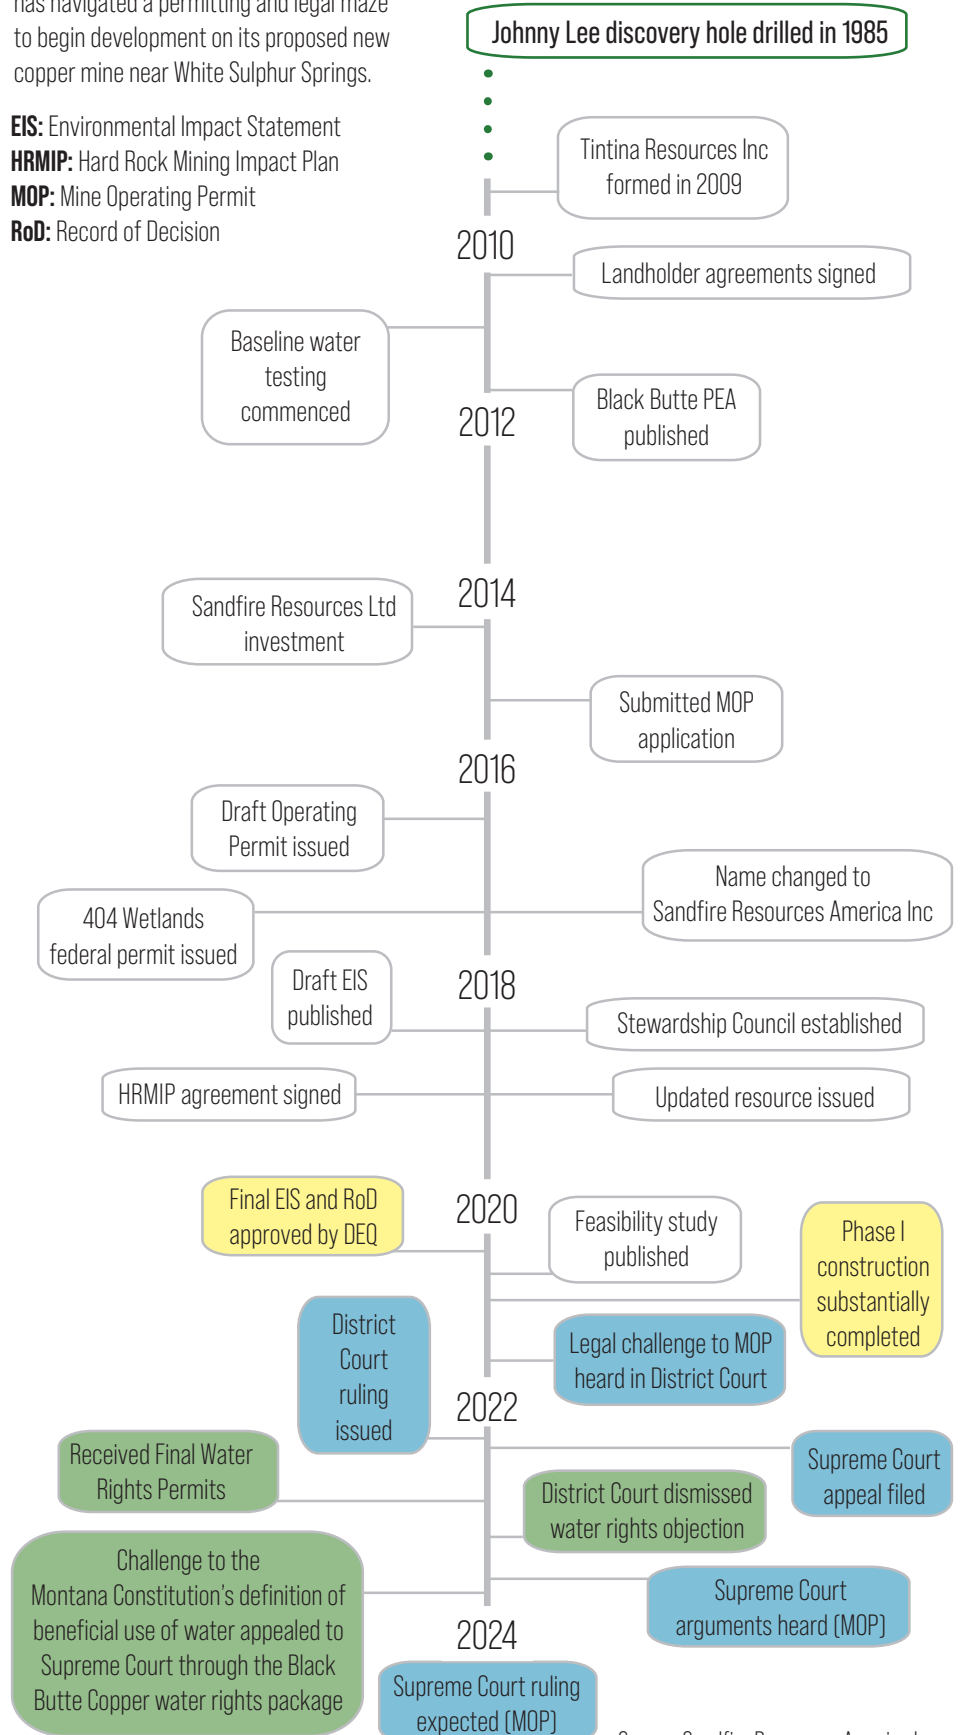 has navigated a permitting and legal maze
to begin development on its proposed new
copper mine near White Sulphur Springs.
EIS: Environmental Impact Statement
HRMIP: Hard Rock Mining Impact Plan
MOP: Mine Operating Permit
RoD: Record of Decision
Johnny Lee discovery hole drilled in 1985
Tintina Resources Inc
formed in 2009
2010
Landholder agreements signed
Baseline water
testing
commenced
Black Butte PEA
published
2012
2014
Sandfire Resources Ltd
investment
Submitted MOP
application
2016
Draft Operating
Permit issued
Name changed to
Sandfire Resources America Inc
404 Wetlands
federal permit issued
Draft EIS
published
2018
Stewardship Council established
HRMIP agreement signed
Updated resource issued
Final EIS and RoD
approved by DEQ
2020
Feasibility study
published
Phase I
construction
substantially
completed
District
Court
ruling
issued
Legal challenge to MOP
heard in District Court
2022
Received Final Water
Rights Permits
Supreme Court
appeal filed
District Court dismissed
water rights objection
Challenge to the
Montana Constitution's definition of
beneficial use of water appealed to
Supreme Court through the Black
Butte Copper water rights package
Supreme Court
arguments heard (MOP)
2024
Supreme Court ruling
expected (MOP)